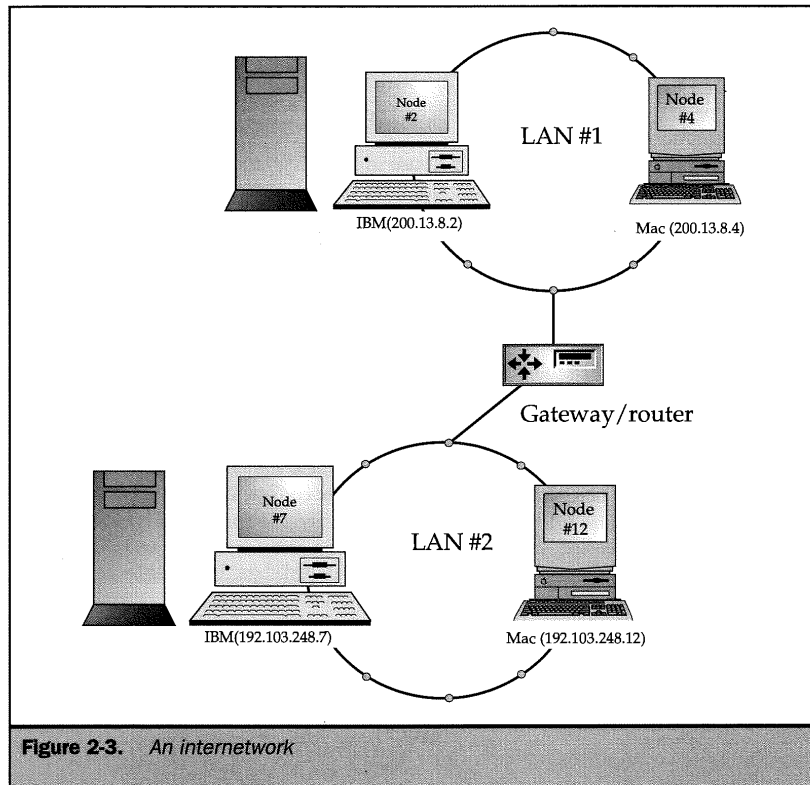 Node
#2
LAN #1
Node
#4
IBM(200.13.8.2)
Mac (200.13.8.4)
Gateway/router
Node
#7
LAN #2
Node
#12
IBM(192.103.248.7)
Mac (192.103.248.12)
Figure 2-3. An internetwork